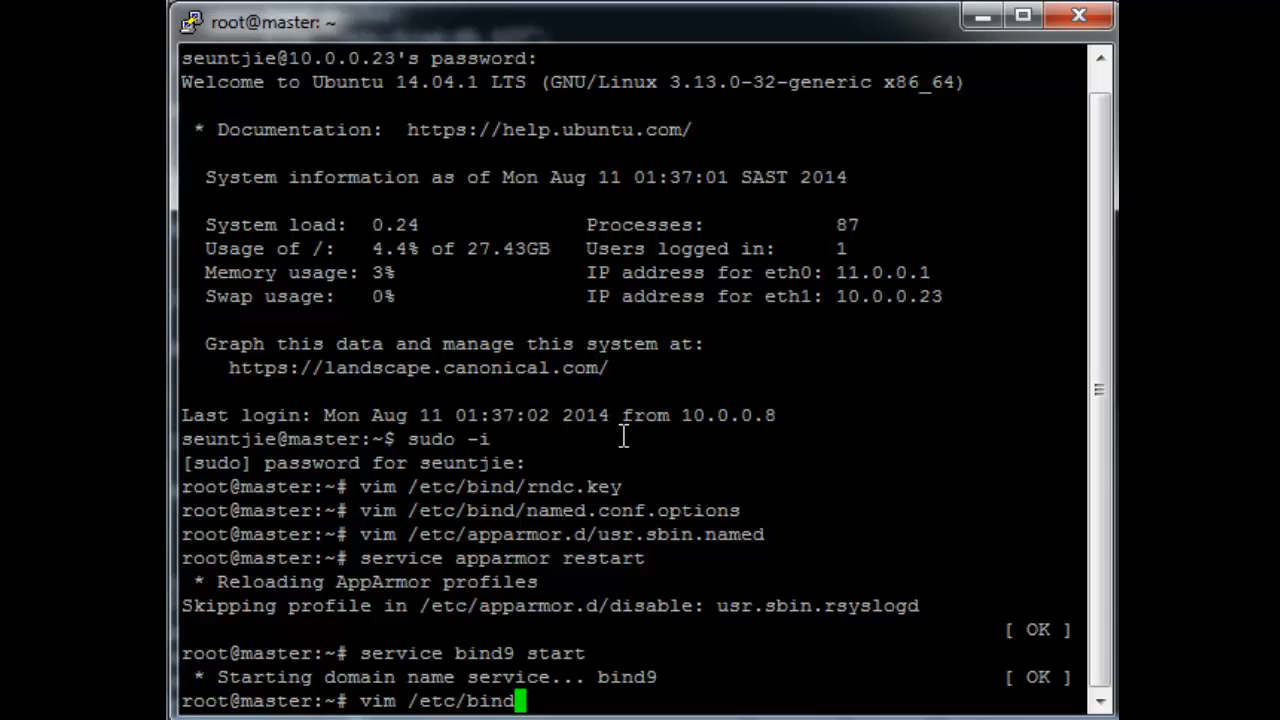 root@master: ~
seuntjie@10.0.0.23's password:
Welcome to Ubuntu 14.04.1 LTS (GNU/Linux 3.13.0-32-generic x86_64)
* Documentation:  https://help.ubuntu.com/
System information as of Mon Aug 11 01:37:01 SAST 2014
System load:  0.24              Processes:           87
Usage of /:   4.4% of 27.43GB   Users logged in:     1
Memory usage: 3%                IP address for eth0: 11.0.0.1
Swap usage:   0%                IP address for eth1: 10.0.0.23
Graph this data and manage this system at:
https://landscape.canonical.com/
Last login: Mon Aug 11 01:37:02 2014 from 10.0.0.8
seuntjie@master:~$ sudo -i
[sudo] password for seuntjie:
root@master:~# vim /etc/bind/rndc.key
root@master:~# vim /etc/bind/named.conf.options
root@master:~# vim /etc/apparmor.d/usr.sbin.named
root@master:~# service apparmor restart
* Reloading AppArmor profiles
Skipping profile in /etc/apparmor.d/disable: usr.sbin.rsyslogd
[ OK ]
root@master:~# service bind9 start
* Starting domain name service... bind9 [ OK ]
root@master:~# vim /etc/bind